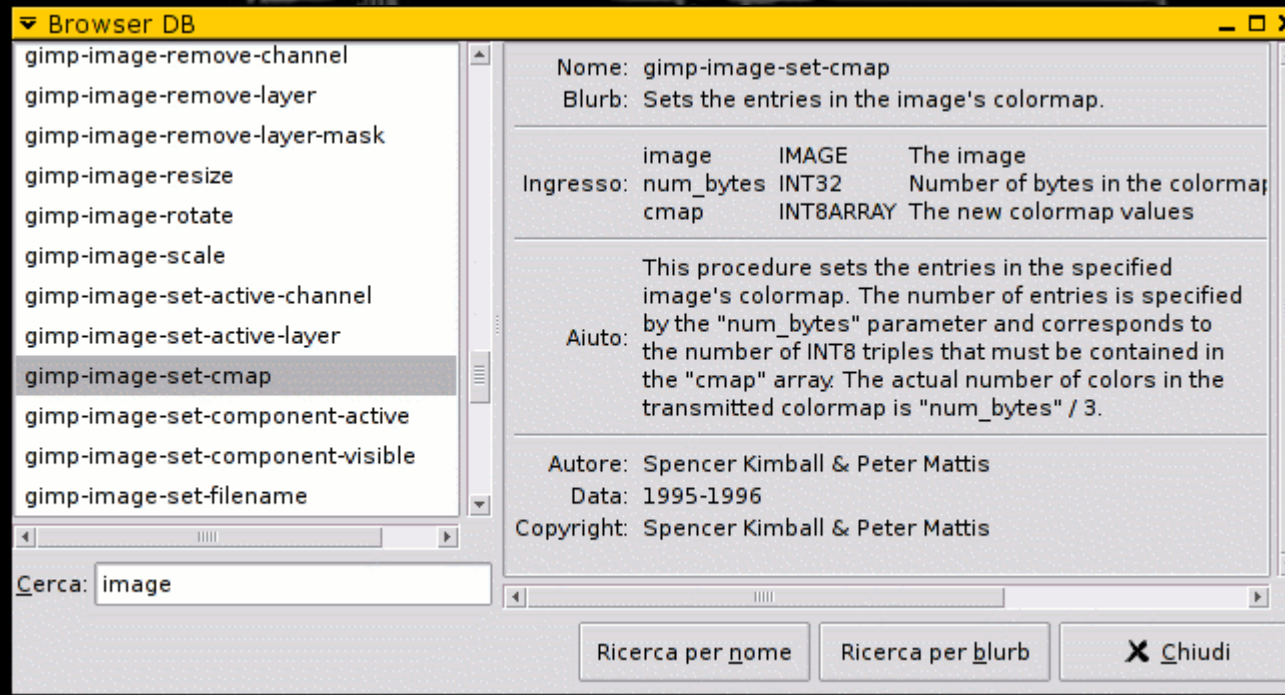 Browser DB
gimp-image-remove-channel
gimp-image-remove-layer
gimp-image-remove-layer-mask
gimp-image-resize
gimp-image-rotate
gimp-image-scale
gimp-image-set-active-channel
gimp-image-set-active-layer
gimp-image-set-cmap
gimp-image-set-component-active
gimp-image-set-component-visible
gimp-image-set-filename
Cerca: image
Nome: gimp-image-set-cmap
Blurb: Sets the entries in the image's colormap.
image IMAGE The image
Ingresso: num_bytes INT32 Number of bytes in the colormap
cmap INT8ARRAY The new colormap values
This procedure sets the entries in the specified
image's colormap. The number of entries is specified
Aiuto: by the "num_bytes" parameter and corresponds to
the number of INT8 triples that must be contained in
the "cmap" array. The actual number of colors in the
transmitted colormap is "num_bytes" / 3.
Autore: Spencer Kimball & Peter Mattis
Data: 1995-1996
Copyright: Spencer Kimball & Peter Mattis
Ricerca per nome Ricerca per blurb Chiudi